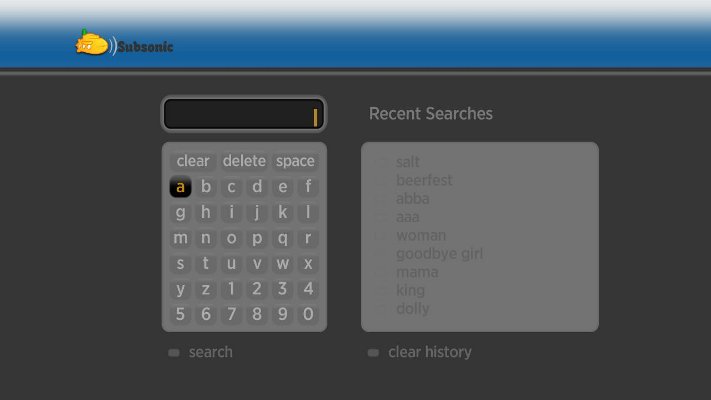 Subsonic
Recent Searches
clear delete space
a b c d e f
g h i j k l
m n o p q r
s t u v w x
y z 1 2 3 4
5 6 7 8 9 0
search
salt
beerfest
abba
aaa
woman
goodbye girl
mama
king
dolly
clear history